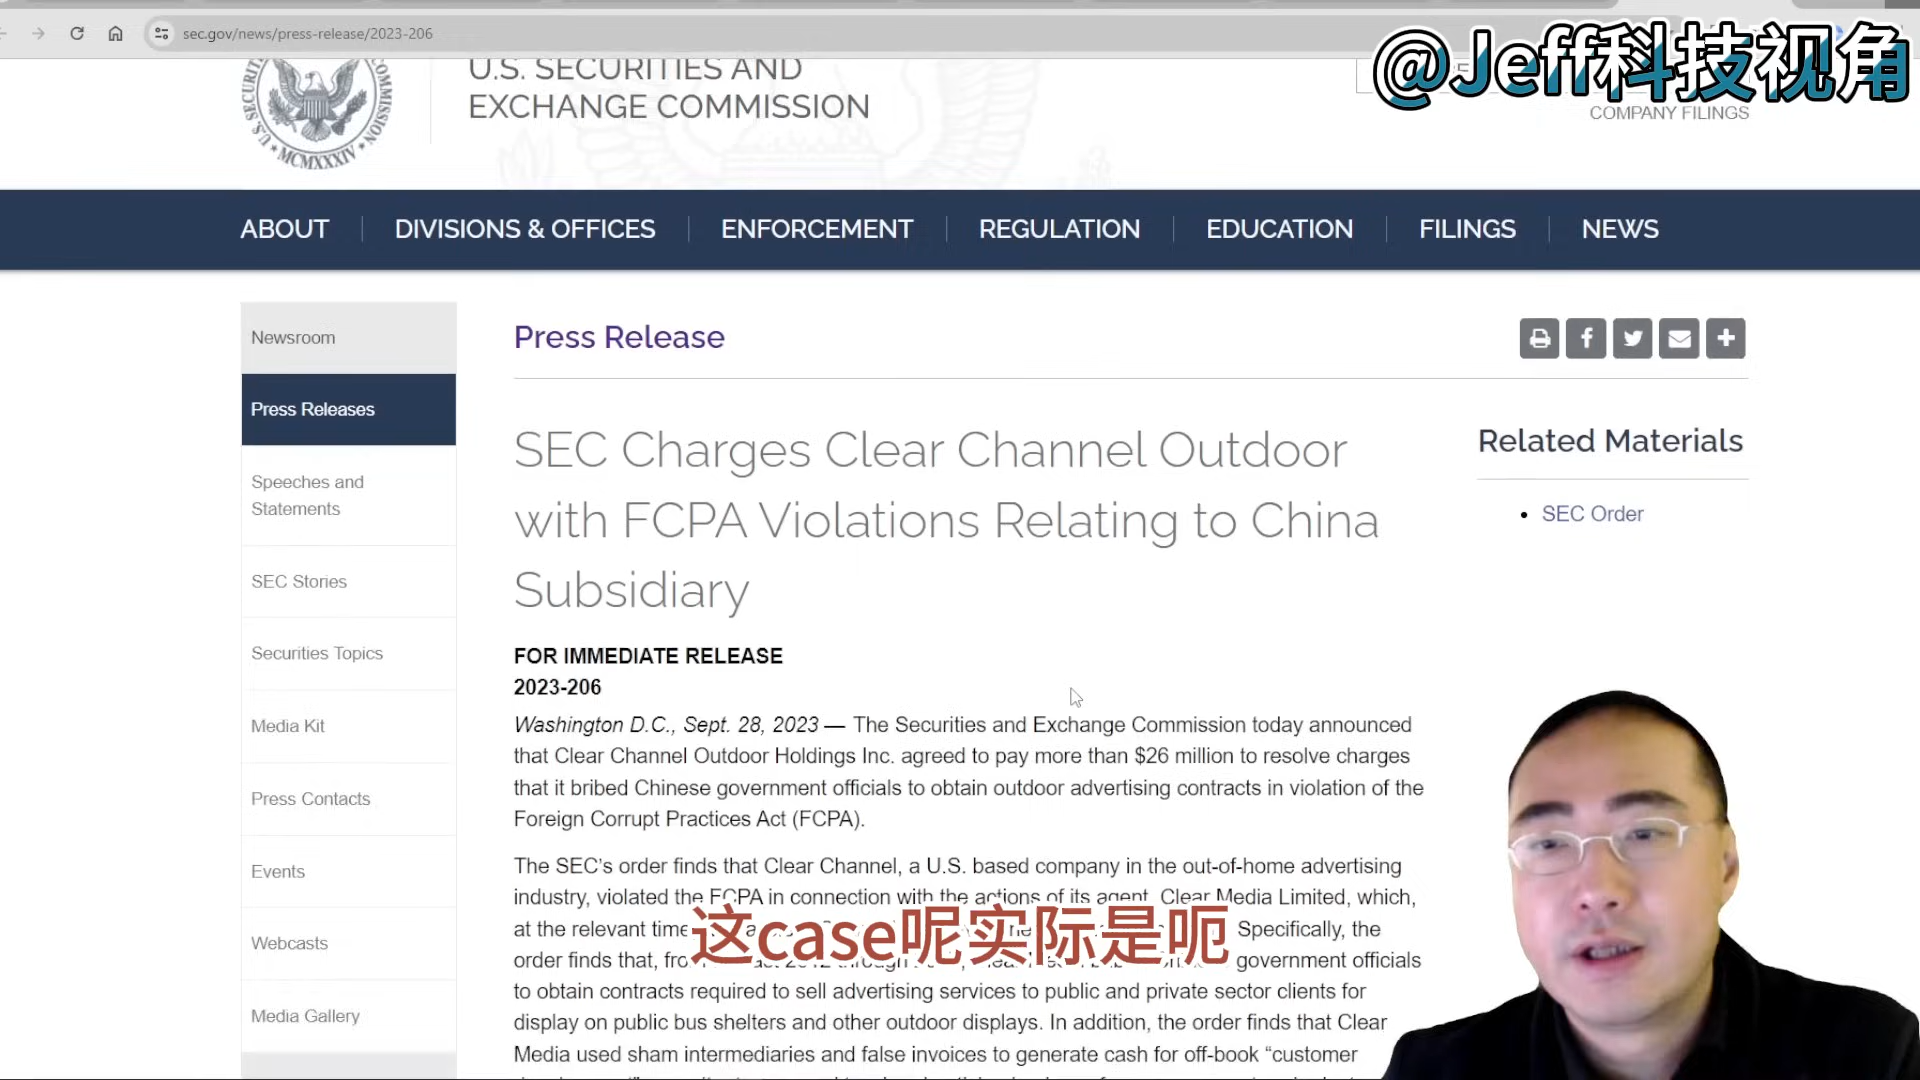 sec.gov/news/press-release/2023-206
@Jeff科技视角
U.S. SECURITIES AND
EXCHANGE COMMISSION
MCMXXXIV
COMPANY FILINGS
ABOUT
DIVISIONS & OFFICES
ENFORCEMENT
REGULATION
EDUCATION
FILINGS
NEWS
Newsroom
Press Releases
Speeches and
Statements
SEC Stories
Securities Topics
Media Kit
Press Contacts
Events
Webcasts
Media Gallery
Press Release
SEC Charges Clear Channel Outdoor
with FCPA Violations Relating to China
Subsidiary
FOR IMMEDIATE RELEASE
2023-206
Washington D.C., Sept. 28, 2023 — The Securities and Exchange Commission today announced
that Clear Channel Outdoor Holdings Inc. agreed to pay more than $26 million to resolve charges
that it bribed Chinese government officials to obtain outdoor advertising contracts in violation of the
Foreign Corrupt Practices Act (FCPA).
The SEC’s order finds that Clear Channel, a U.S. based company in the out-of-home advertising
industry, violated the FCPA in connection with the actions of its agent, Clear Media Limited, which,
at the relevant time Specifically, the
order finds that, government officials
to obtain contracts required to sell advertising services to public and private sector clients for
display on public bus shelters and other outdoor displays. In addition, the order finds that Clear
Media used sham intermediaries and false invoices to generate cash for off-book “customer
Related Materials
SEC Order
这case呢实际是呃